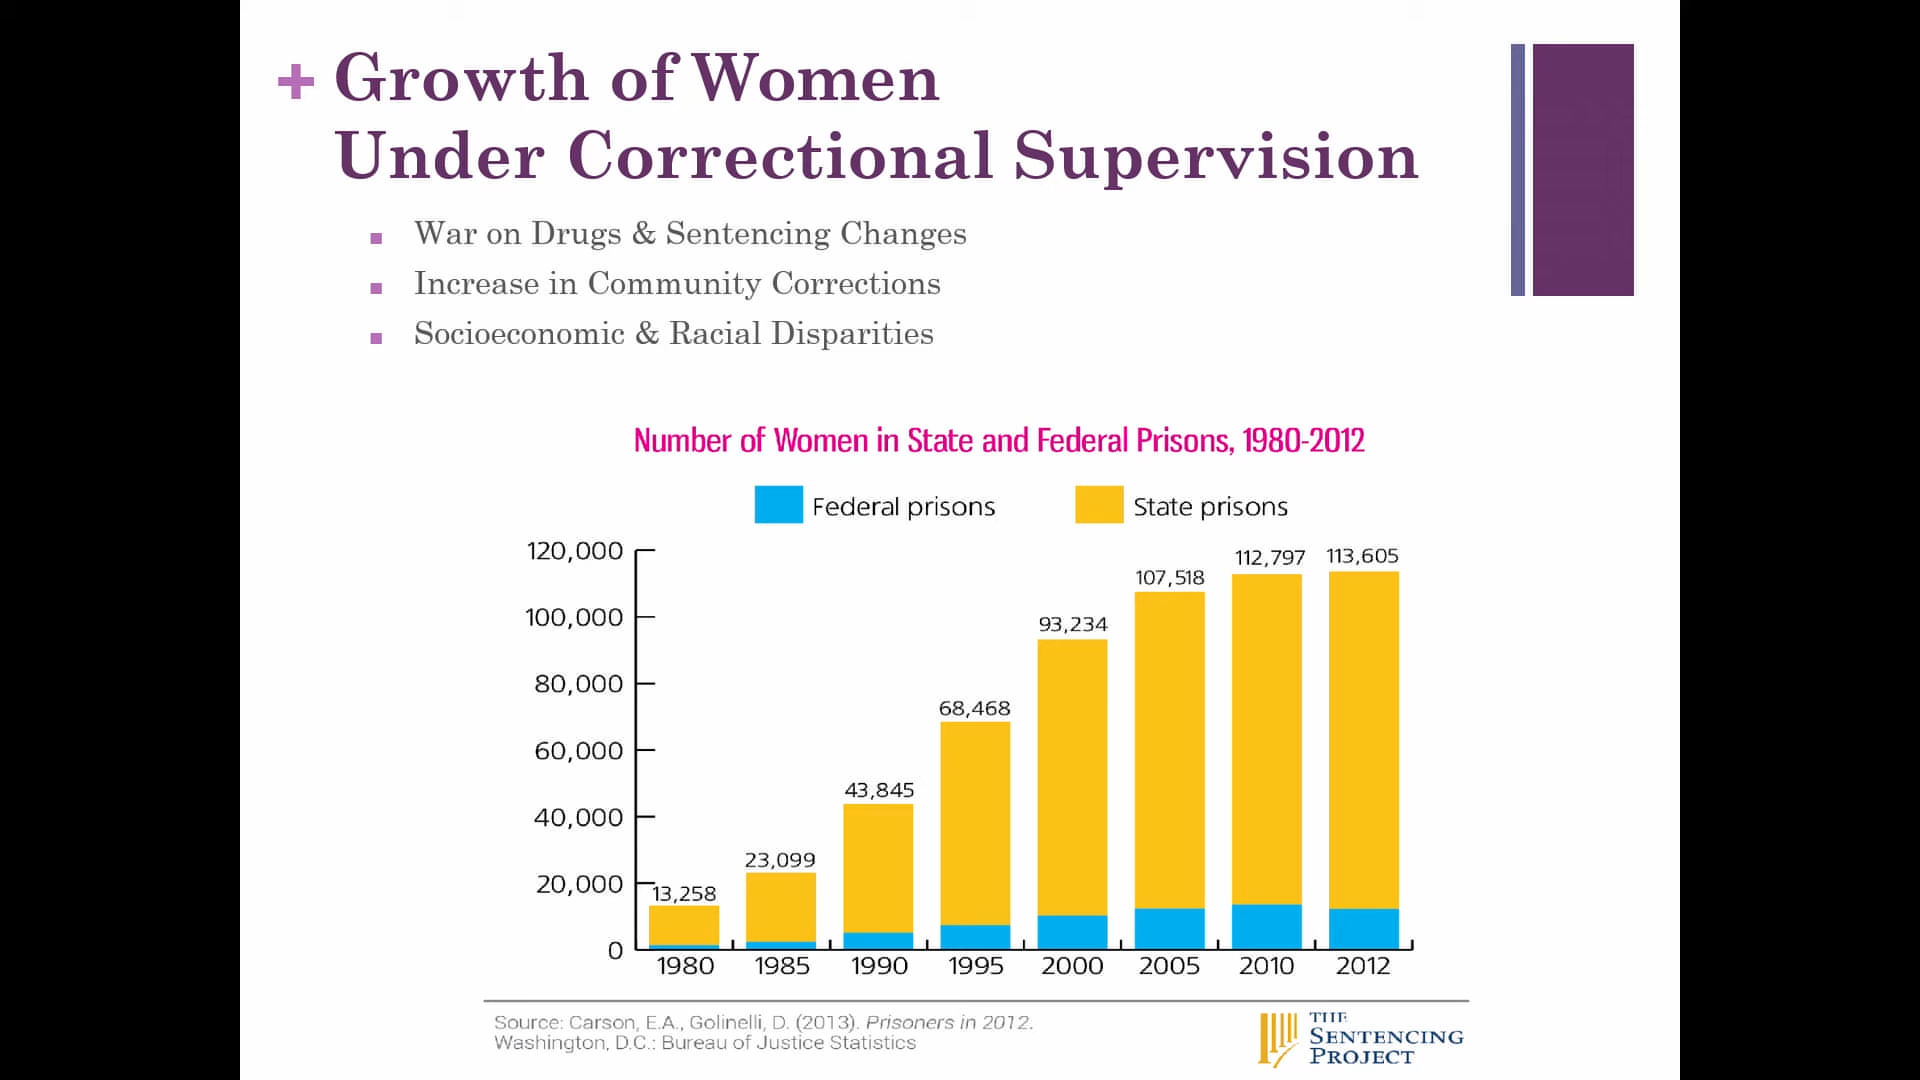 + Growth of Women
Under Correctional Supervision
War on Drugs & Sentencing Changes
Increase in Community Corrections
Socioeconomic & Racial Disparities
Number of Women in State and Federal Prisons, 1980-2012
Federal prisons State prisons
120,000
100,000
80,000
60,000
40,000
20,000
0
13,258
23,099
43,845
68,468
93,234
107,518
112,797
113,605
1980 1985 1990 1995 2000 2005 2010 2012
Source: Carson, E.A., Golinelli, D. (2013). Prisoners in 2012.
Washington, D.C.: Bureau of Justice Statistics
THE
SENTENCING
PROJECT